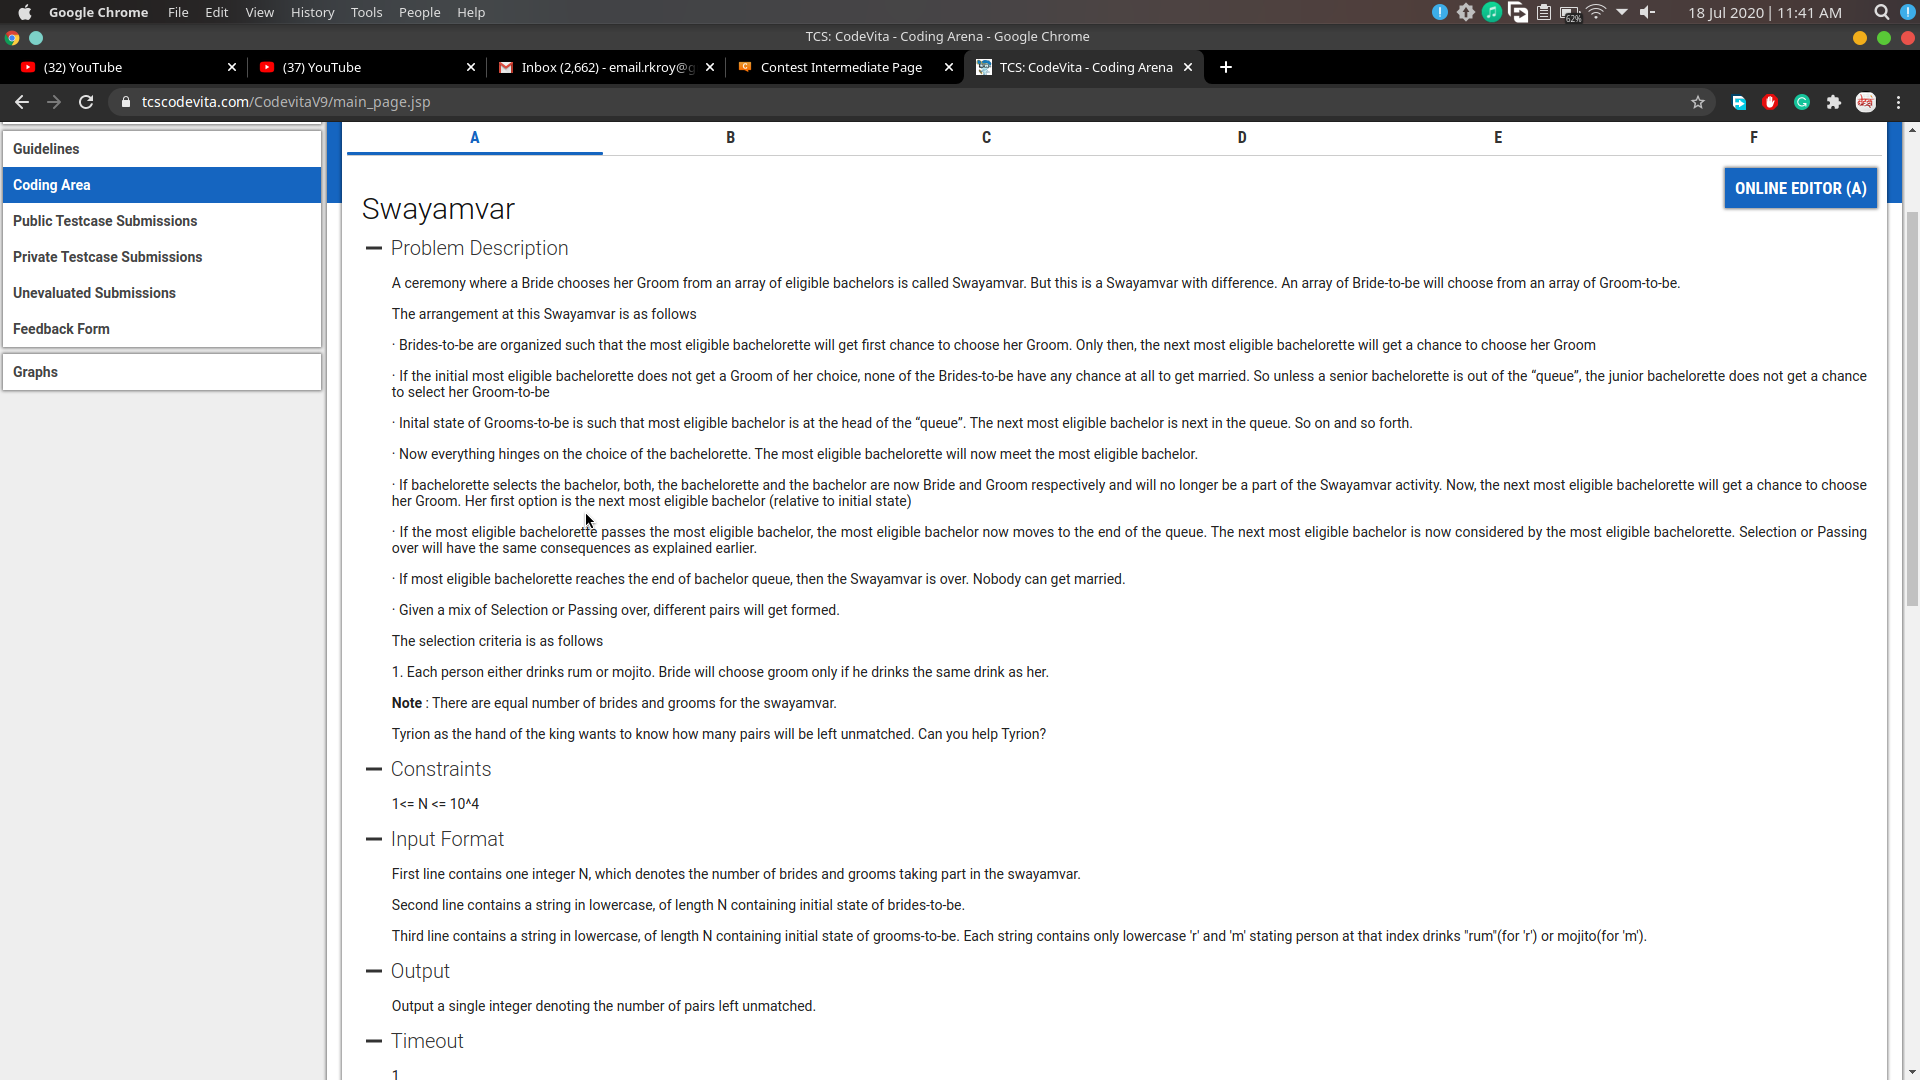 Google Chrome File Edit View History Tools People Help 62% 18 Jul 2020 | 11:41 AM
TCS: CodeVita - Coding Arena - Google Chrome
(32) YouTube (37) YouTube Inbox (2,662) - email.rkroy@g Contest Intermediate Page TCS: CodeVita - Coding Arena
tcscodevita.com/CodevitaV9/main_page.jsp
Guidelines
Coding Area
Public Testcase Submissions
Private Testcase Submissions
Unevaluated Submissions
Feedback Form
Graphs
A B C D E F
ONLINE EDITOR (A)
Swayamvar
Problem Description
A ceremony where a Bride chooses her Groom from an array of eligible bachelors is called Swayamvar. But this is a Swayamvar with difference. An array of Bride-to-be will choose from an array of Groom-to-be.
The arrangement at this Swayamvar is as follows
· Brides-to-be are organized such that the most eligible bachelorette will get first chance to choose her Groom. Only then, the next most eligible bachelorette will get a chance to choose her Groom
· If the initial most eligible bachelorette does not get a Groom of her choice, none of the Brides-to-be have any chance at all to get married. So unless a senior bachelorette is out of the “queue”, the junior bachelorette does not get a chance
to select her Groom-to-be
· Inital state of Grooms-to-be is such that most eligible bachelor is at the head of the “queue”. The next most eligible bachelor is next in the queue. So on and so forth.
· Now everything hinges on the choice of the bachelorette. The most eligible bachelorette will now meet the most eligible bachelor.
· If bachelorette selects the bachelor, both, the bachelorette and the bachelor are now Bride and Groom respectively and will no longer be a part of the Swayamvar activity. Now, the next most eligible bachelorette will get a chance to choose
her Groom. Her first option is the next most eligible bachelor (relative to initial state)
· If the most eligible bachelorette passes the most eligible bachelor, the most eligible bachelor now moves to the end of the queue. The next most eligible bachelor is now considered by the most eligible bachelorette. Selection or Passing
over will have the same consequences as explained earlier.
· If most eligible bachelorette reaches the end of bachelor queue, then the Swayamvar is over. Nobody can get married.
· Given a mix of Selection or Passing over, different pairs will get formed.
The selection criteria is as follows
1. Each person either drinks rum or mojito. Bride will choose groom only if he drinks the same drink as her.
Note : There are equal number of brides and grooms for the swayamvar.
Tyrion as the hand of the king wants to know how many pairs will be left unmatched. Can you help Tyrion?
Constraints
1<= N <= 10^4
Input Format
First line contains one integer N, which denotes the number of brides and grooms taking part in the swayamvar.
Second line contains a string in lowercase, of length N containing initial state of brides-to-be.
Third line contains a string in lowercase, of length N containing initial state of grooms-to-be. Each string contains only lowercase 'r' and 'm' stating person at that index drinks "rum"(for 'r') or mojito(for 'm').
Output
Output a single integer denoting the number of pairs left unmatched.
Timeout
1